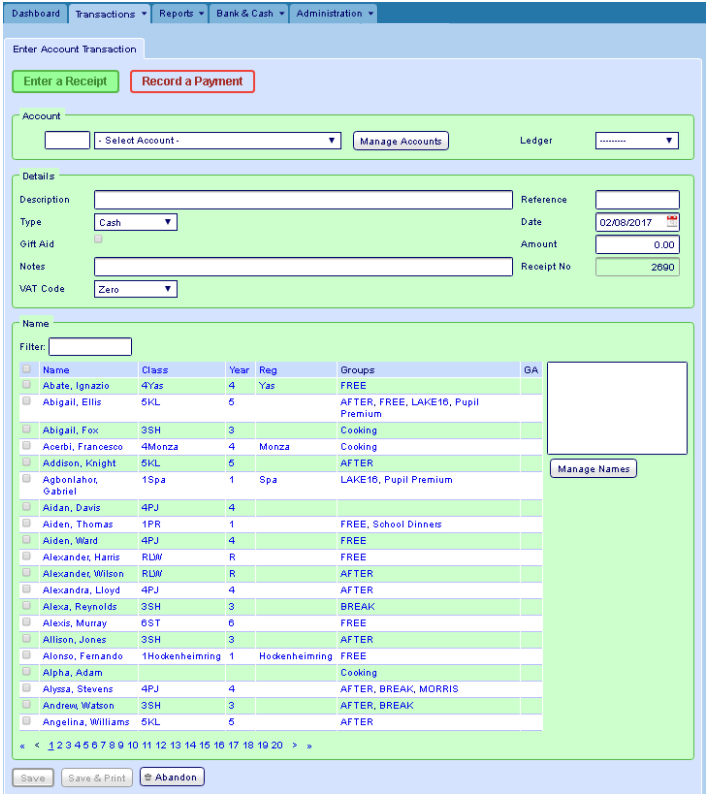 Dashboard Transactions Reports Bank & Cash Administration
Enter Account Transaction
Enter a Receipt Record a Payment
Account
- Select Account - Manage Accounts Ledger ---------
Details
Description Reference
Type Cash Date 02/08/2017
Gift Aid Amount 0.00
Notes Receipt No 2690
VAT Code Zero
Name
Filter:
Name Class Year Reg Groups GA
Abate, Ignazio 4Yas 4 Yas FREE
Abigail, Ellis 5KL 5 AFTER, FREE, LAKE16, Pupil
Premium
Abigail, Fox 3SH 3 Cooking
Acerbi, Francesco 4Monza 4 Monza Cooking
Addison, Knight 5KL 5 AFTER
Manage Names
Agbonlahor, 1Spa 1 Spa LAKE16, Pupil Premium
Gabriel
Aidan, Davis 4PJ 4
Aiden, Thomas 1PR 1 FREE, School Dinners
Aiden, Ward 4PJ 4 FREE
Alexander, Harris RLW R FREE
Alexander, Wilson RLW R AFTER
Alexandra, Lloyd 4PJ 4 AFTER
Alexa, Reynolds 3SH 3 BREAK
Alexis, Murray 6ST 6 FREE
Allison, Jones 3SH 3 AFTER
Alonso, Fernando 1Hockenheimring 1 Hockenheimring FREE
Alpha, Adam Cooking
Alyssa, Stevens 4PJ 4 AFTER, BREAK, MORRIS
Andrew, Watson 3SH 3 AFTER, BREAK
Angelina, Williams 5KL 5 AFTER
« < 1 2 3 4 5 6 7 8 9 10 11 12 13 14 15 16 17 18 19 20 > »
Save Save & Print Abandon